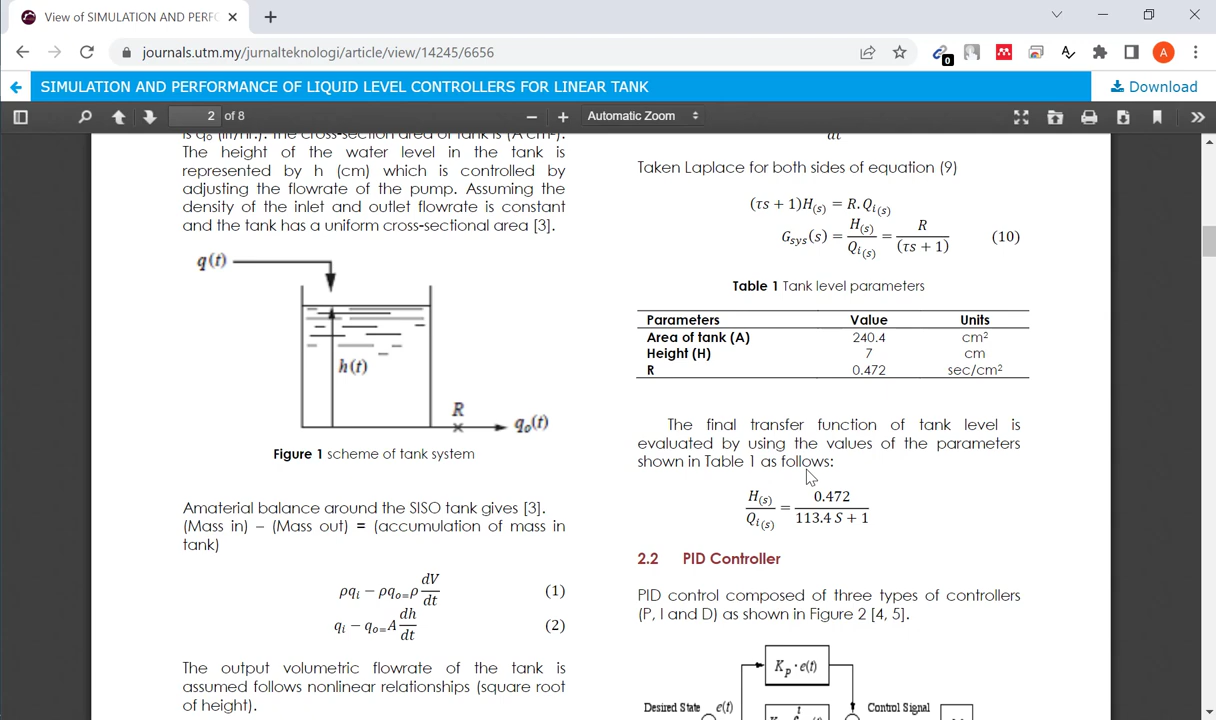 View of SIMULATION AND PERFO
journals.utm.my/jurnalteknologi/article/view/14245/6656
0
A
SIMULATION AND PERFORMANCE OF LIQUID LEVEL CONTROLLERS FOR LINEAR TANK
Download
2 of 8
Automatic Zoom
The height of the water level in the tank is
represented by h (cm) which is controlled by
adjusting the flowrate of the pump. Assuming the
density of the inlet and outlet flowrate is constant
and the tank has a uniform cross-sectional area [3].
q(t)
h(t)
R
qₒ(t)
Figure 1 scheme of tank system
Amaterial balance around the SISO tank gives [3].
(Mass in) – (Mass out) = (accumulation of mass in
tank)
ρqᵢ − ρqₒ₌ρ dV/dt (1)
qᵢ − qₒ₌A dh/dt (2)
The output volumetric flowrate of the tank is
assumed follows nonlinear relationships (square root
of height).
dt
Taken Laplace for both sides of equation (9)
(τs + 1)H₍s₎ = R.Qᵢ₍s₎
Gsys(s) = H₍s₎/Qᵢ₍s₎ = R/(τs + 1) (10)
Table 1 Tank level parameters
Parameters Value Units
Area of tank (A) 240.4 cm²
Height (H) 7 cm
R 0.472 sec/cm²
The final transfer function of tank level is
evaluated by using the values of the parameters
shown in Table 1 as follows:
H₍s₎/Qᵢ₍s₎ = 0.472/113.4 S + 1
2.2 PID Controller
PID control composed of three types of controllers
(P, I and D) as shown in Figure 2 [4, 5].
Kₚ · e(t)
Desired State e(t)
Control Signal